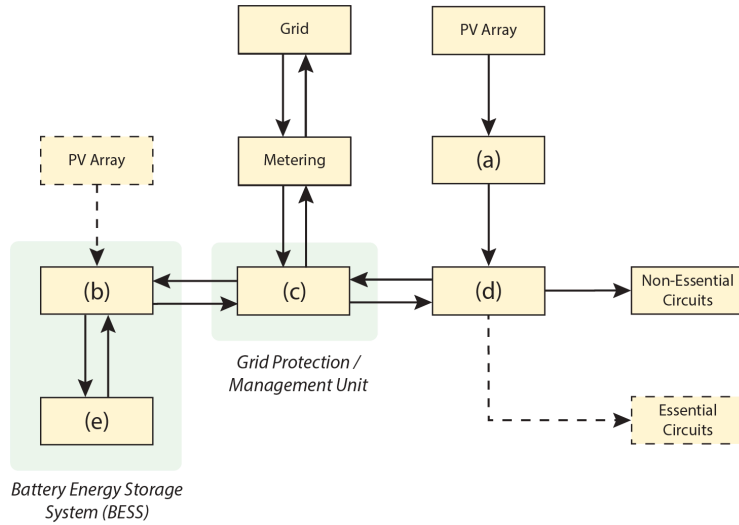 Grid
PV Array
PV Array
Metering
(a)
(b)
(c)
(d)
Non-Essential
Circuits
Grid Protection /
Management Unit
(e)
Essential
Circuits
Battery Energy Storage
System (BESS)